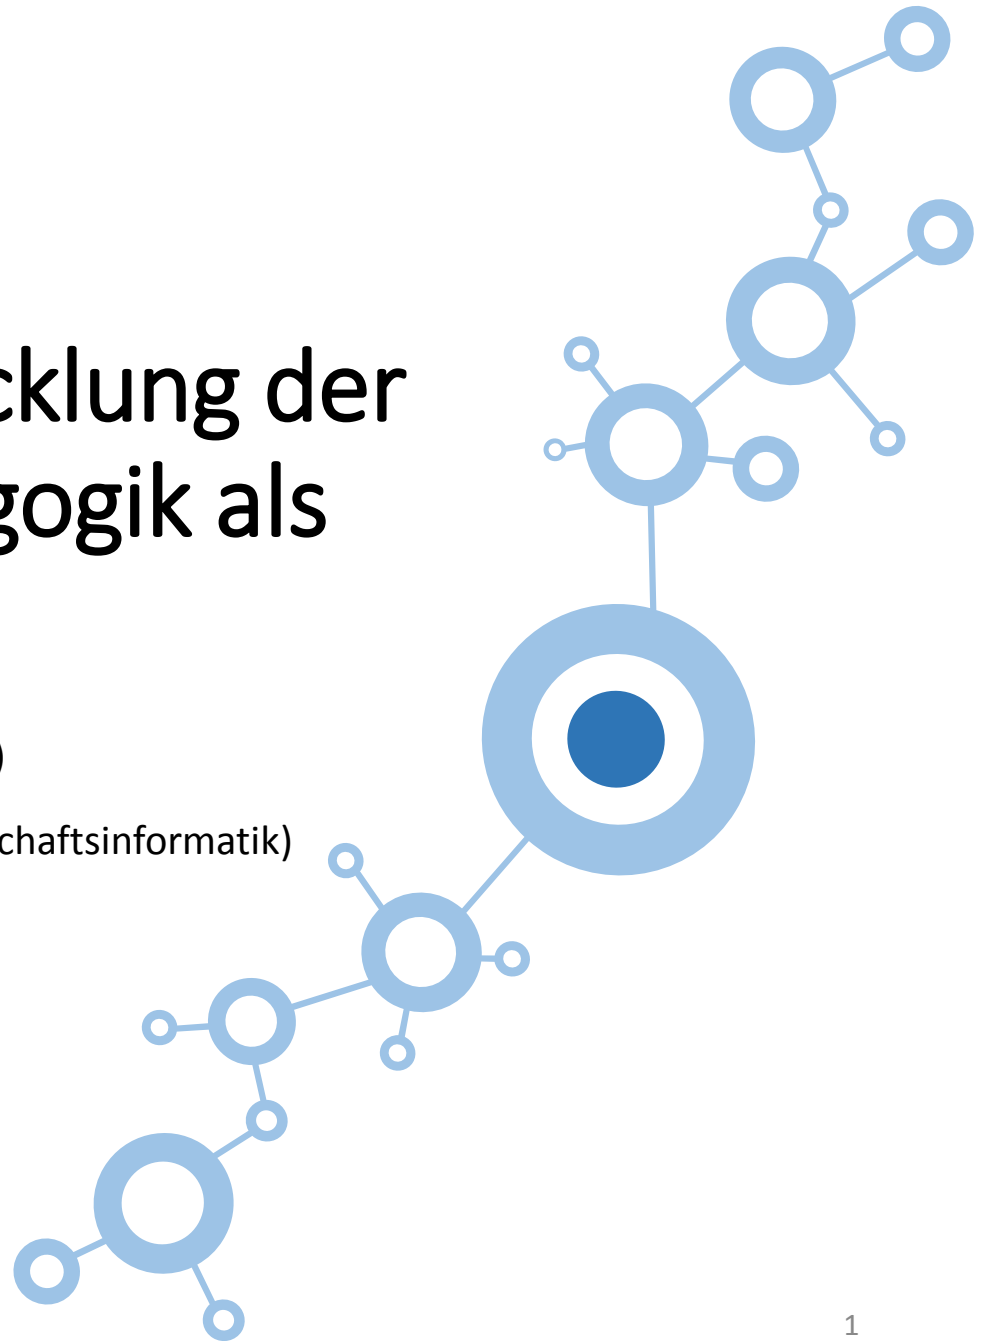 cklung der
gogik als
)
chaftsinformatik)
1